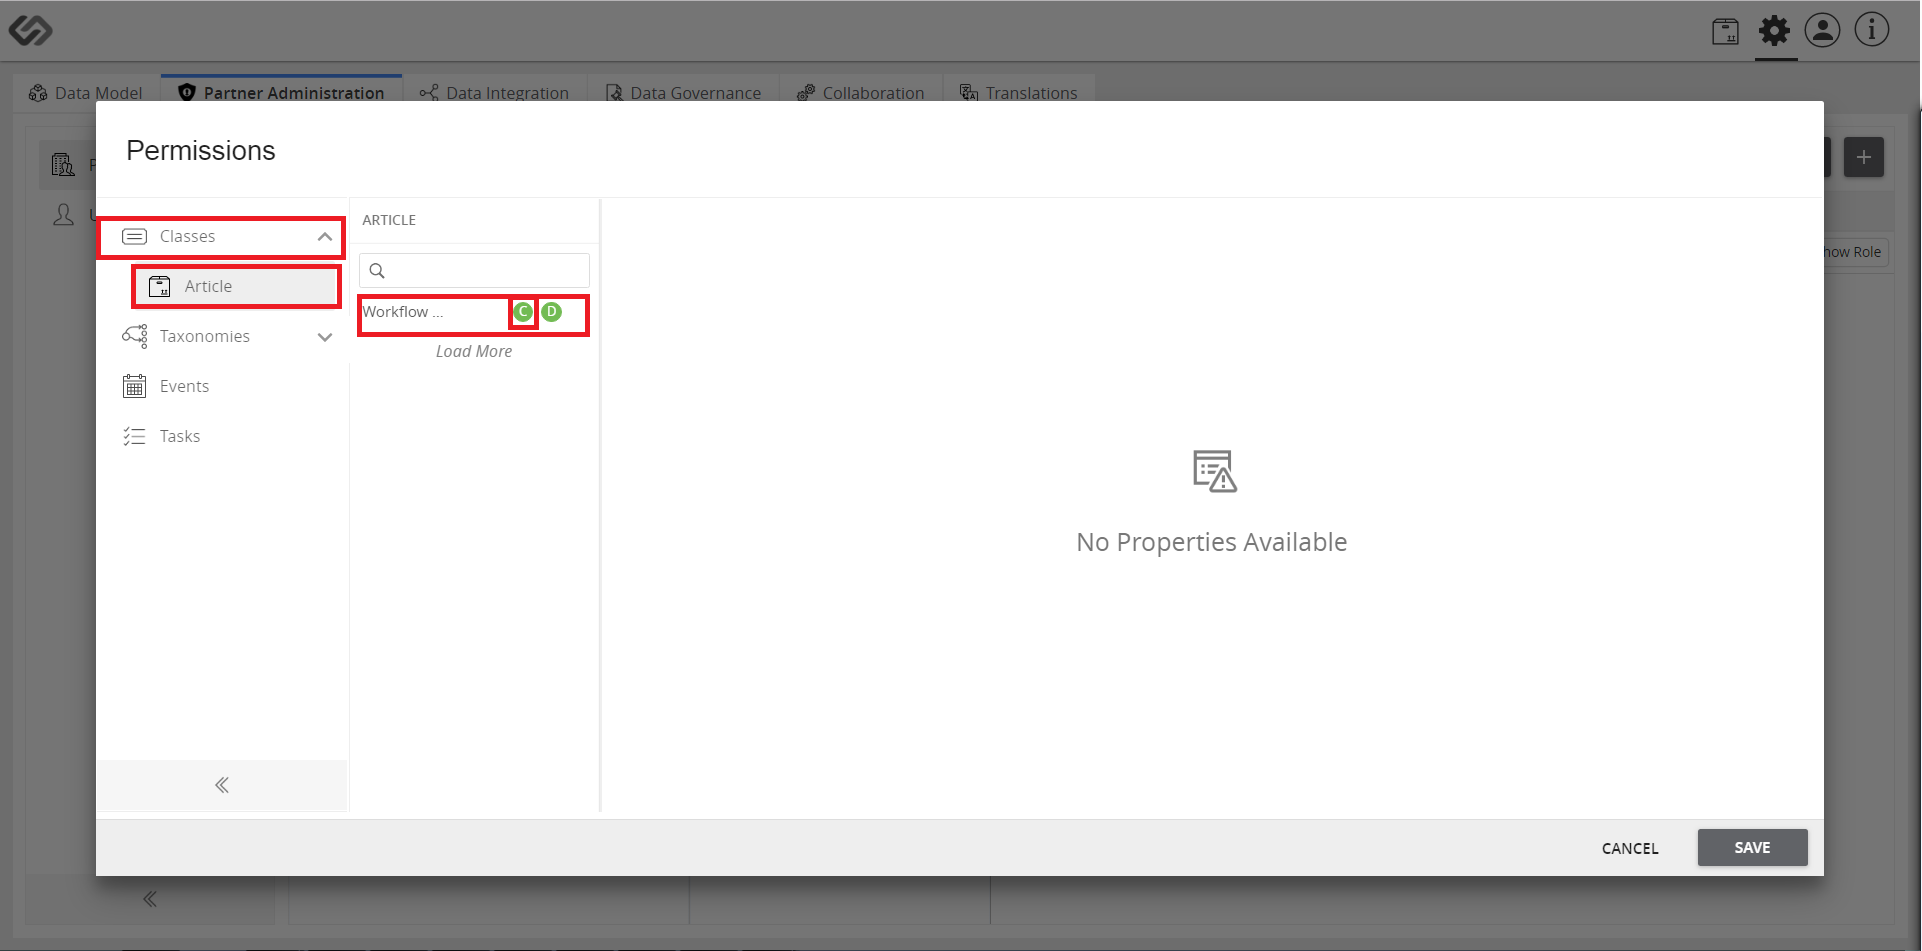 Data Model
Partner Administration
Data Integration
Data Governance
Collaboration
Translations
Permissions
Classes
Article
Taxonomies
Events
Tasks
ARTICLE
Workflow ... C D
Load More
No Properties Available
how Role
CANCEL
SAVE